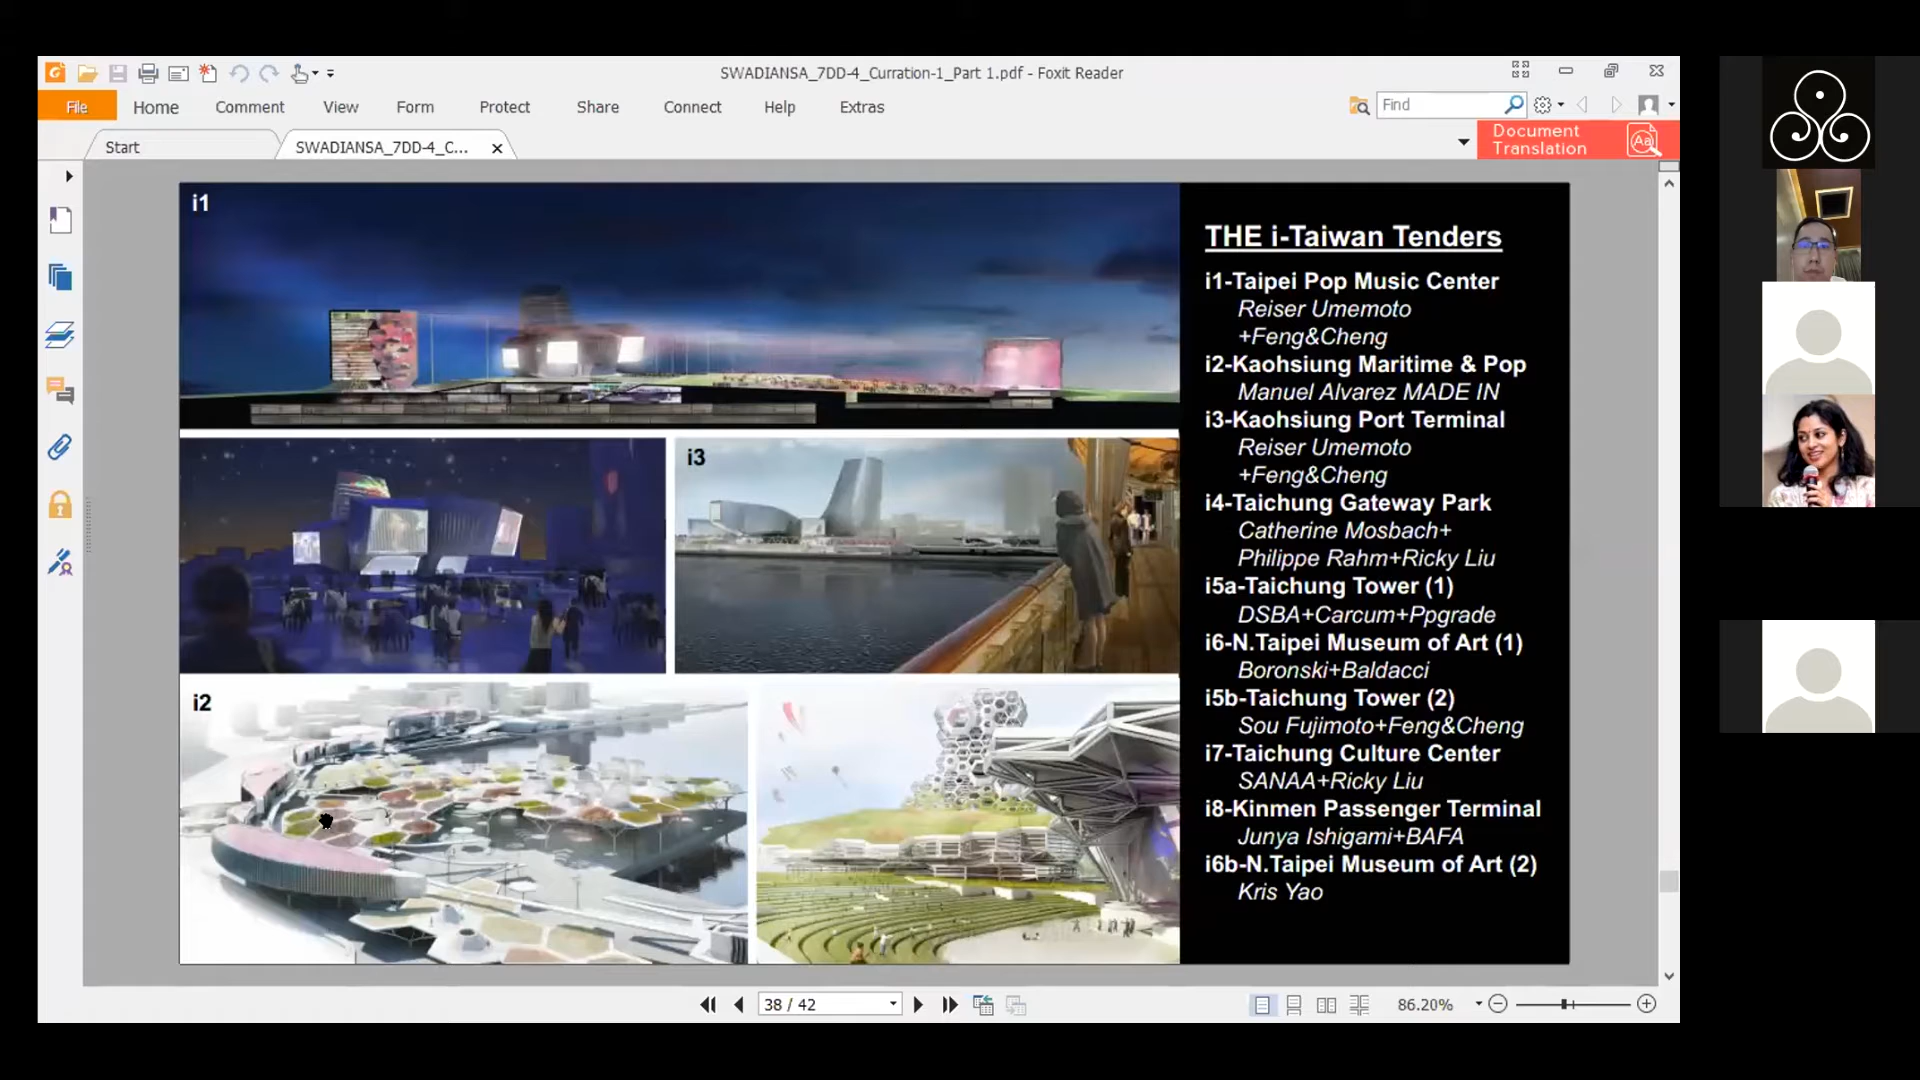 SWADIANSA_7DD-4_Curration-1_Part 1.pdf - Foxit Reader
File Home Comment View Form Protect Share Connect Help Extras
Find
Start
SWADIANSA_7DD-4_C...
Document
Translation
i1
i3
i2
THE i-Taiwan Tenders
i1-Taipei Pop Music Center
Reiser Umemoto
+Feng&Cheng
i2-Kaohsiung Maritime & Pop
Manuel Alvarez MADE IN
i3-Kaohsiung Port Terminal
Reiser Umemoto
+Feng&Cheng
i4-Taichung Gateway Park
Catherine Mosbach+
Philippe Rahm+Ricky Liu
i5a-Taichung Tower (1)
DSBA+Carcum+Ppgrade
i6-N.Taipei Museum of Art (1)
Boronski+Baldacci
i5b-Taichung Tower (2)
Sou Fujimoto+Feng&Cheng
i7-Taichung Culture Center
SANAA+Ricky Liu
i8-Kinmen Passenger Terminal
Junya Ishigami+BAFA
i6b-N.Taipei Museum of Art (2)
Kris Yao
38 / 42
86.20%